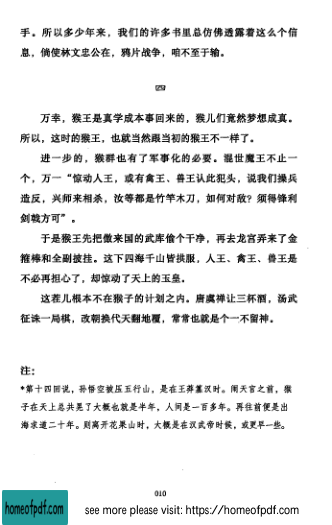 手。所以多少年来，我们的许多书里总仿佛透露着这么个信
息，倘使林文忠公在，鸦片战争，咱不至于输。
四
万幸，猴王是真学成本事回来的，猴儿们竟然梦想成真。
所以，这时的猴王，也就当然跟当初的猴王不一样了。
进一步的，猴群也有了军事化的必要。混世魔王不止一
个，万一“惊动人王，或有禽王、兽王认此犯头，说我们操兵
造反，兴师来相杀，汝等都是竹竿木刀，如何对敌？须得锋利
剑戟方可”。
于是猴王先把傲来国的武库偷个干净，再去龙宫弄来了金
箍棒和全副披挂。这下四海千山皆拱服，人王、禽王、兽王是
不必再担心了，却惊动了天上的玉皇。
这茬儿根本不在猴子的计划之内。唐虞禅让三杯酒，汤武
征诛一局棋，改朝换代天翻地覆，常常也就是个一不留神。
注：
*第十四回说，孙悟空被压五行山，是在王莽篡汉时。闹天宫之前，猴
子在天上总共晃了大概也就是半年，人间是一百多年。再往前便是出
海求道二十年。则离开花果山时，大概是在汉武帝时候，或更早一些。
010
homeofpdf.com
see more please visit: https://homeofpdf.com